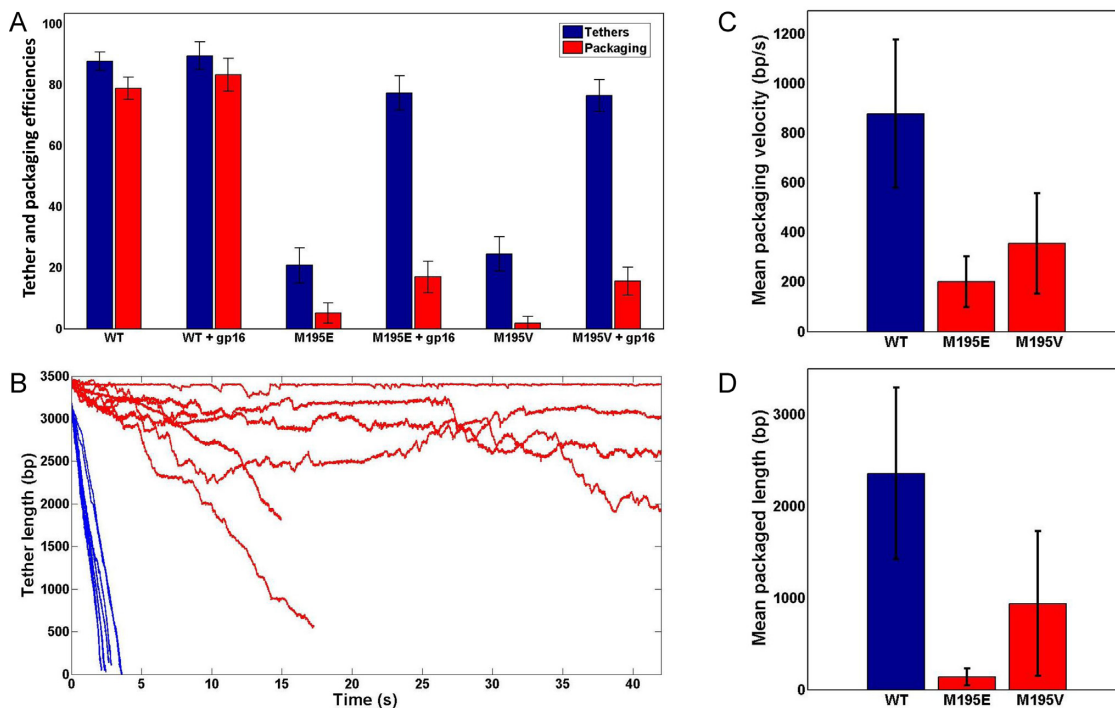 A
Tether and packaging efficiencies
100
80
60
40
20
0
Tethers
Packaging
WT
WT + gp16
M195E
M195E + gp16
M195V
M195V + gp16
B
Tether length (bp)
3500
3000
2500
2000
1500
1000
500
0
0 5 10 15 20 25 30 35 40
Time (s)
C
Mean packaging velocity (bp/s)
1200
1000
800
600
400
200
0
WT M195E M195V
D
Mean packaged length (bp)
3000
2000
1000
0
WT M195E M195V